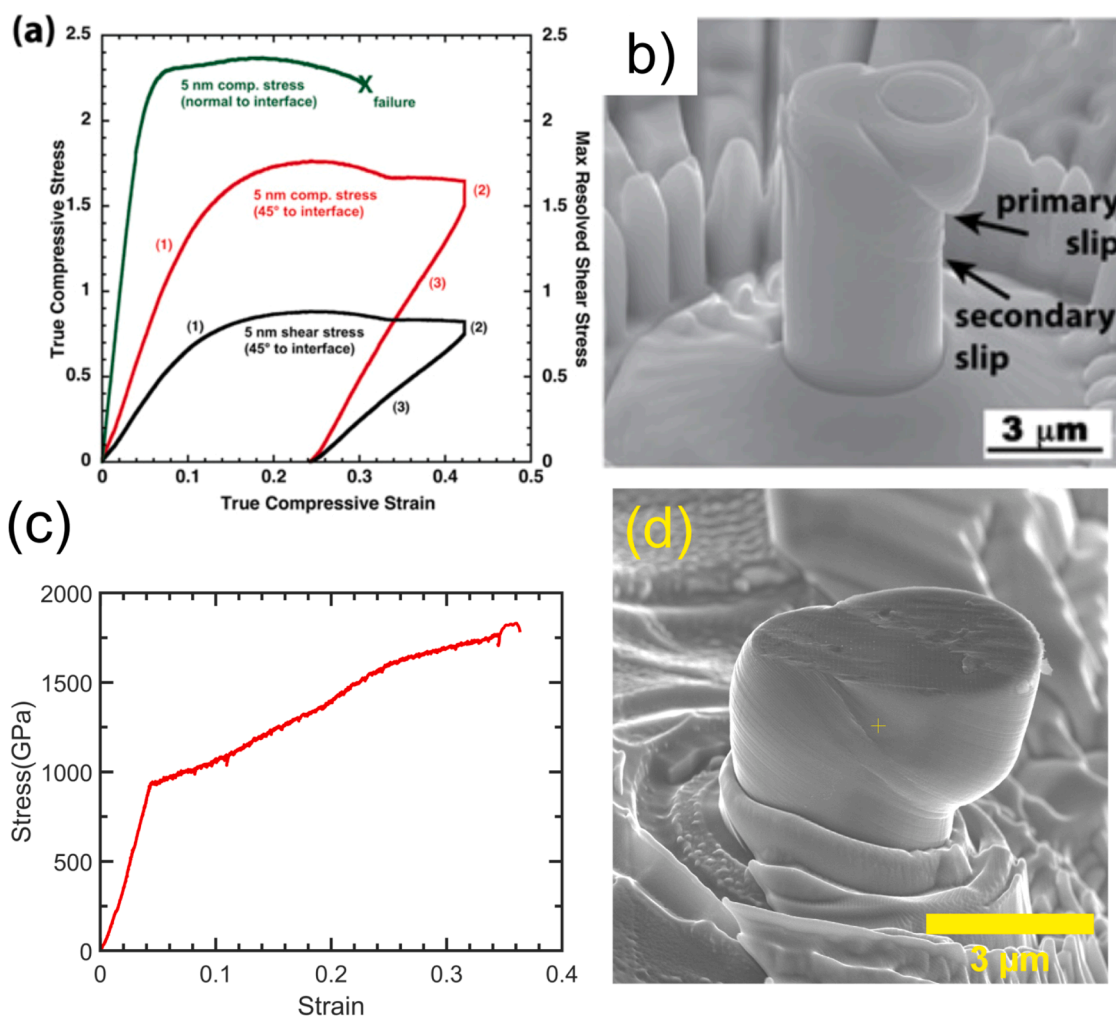 (a)
2.5
2
1.5
1
0.5
0
True Compressive Stress
5 nm comp. stress
(normal to interface)
X
failure
5 nm comp. stress
(45° to interface)
(1)
(2)
(3)
(1)
5 nm shear stress
(45° to interface)
(2)
(3)
2.5
2
1.5
1
0.5
0
Max Resolved Shear Stress
0
0.1
0.2
0.3
0.4
0.5
True Compressive Strain
b)
primary
slip
secondary
slip
3 μm
(c)
2000
1500
1000
500
0
Stress(GPa)
0
0.1
0.2
0.3
0.4
Strain
(d)
3 μm